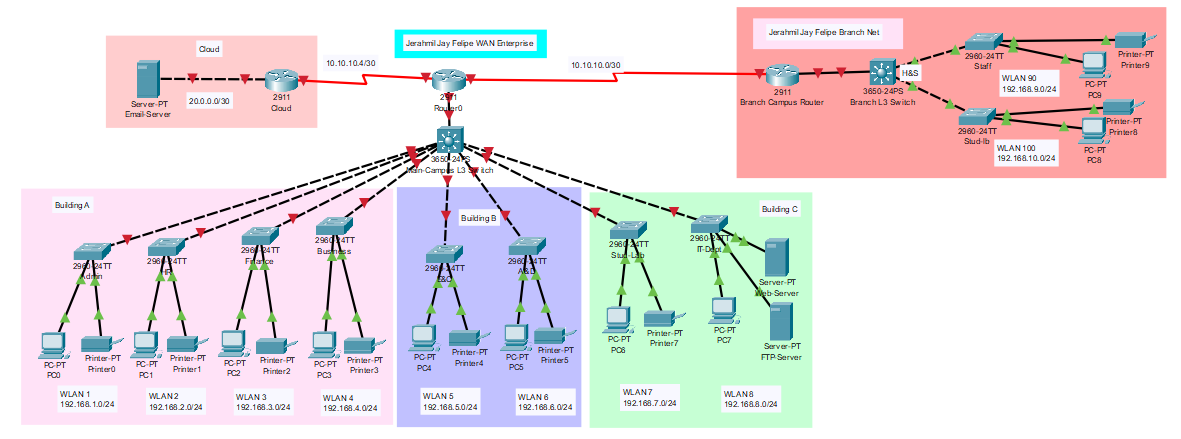 Cloud
Server-PT
Email-Server
20.0.0.0/30
2911
Cloud
10.10.10.4/30
Jerahmil Jay Felipe WAN Enterprise
2911
Router0
10.10.10.0/30
3650-24PS
Main-Campus L3 Switch
Jerahmil Jay Felipe Branch Net
2911
Branch Campus Router
3650-24PS
Branch L3 Switch
H&S
2960-24TT
Staff
Printer-PT
Printer9
PC-PT
PC9
WLAN 90
192.168.9.0/24
2960-24TT
Stud-lb
Printer-PT
Printer8
PC-PT
PC8
WLAN 100
192.168.10.0/24
Building A
2960-24TT
Admin
2960-24TT
HR
2960-24TT
Finance
2960-24TT
Business
PC-PT
PC0
Printer-PT
Printer0
PC-PT
PC1
Printer-PT
Printer1
PC-PT
PC2
Printer-PT
Printer2
PC-PT
PC3
Printer-PT
Printer3
WLAN 1
192.168.1.0/24
WLAN 2
192.168.2.0/24
WLAN 3
192.168.3.0/24
WLAN 4
192.168.4.0/24
Building B
2960-24TT
E&C
2960-24TT
A&D
PC-PT
PC4
Printer-PT
Printer4
PC-PT
PC5
Printer-PT
Printer5
WLAN 5
192.168.5.0/24
WLAN 6
192.168.6.0/24
Building C
2960-24TT
Stud-Lab
2960-24TT
IT-Dept
Server-PT
Web-Server
PC-PT
PC6
Printer-PT
Printer7
PC-PT
PC7
Server-PT
FTP-Server
WLAN 7
192.168.7.0/24
WLAN 8
192.168.8.0/24